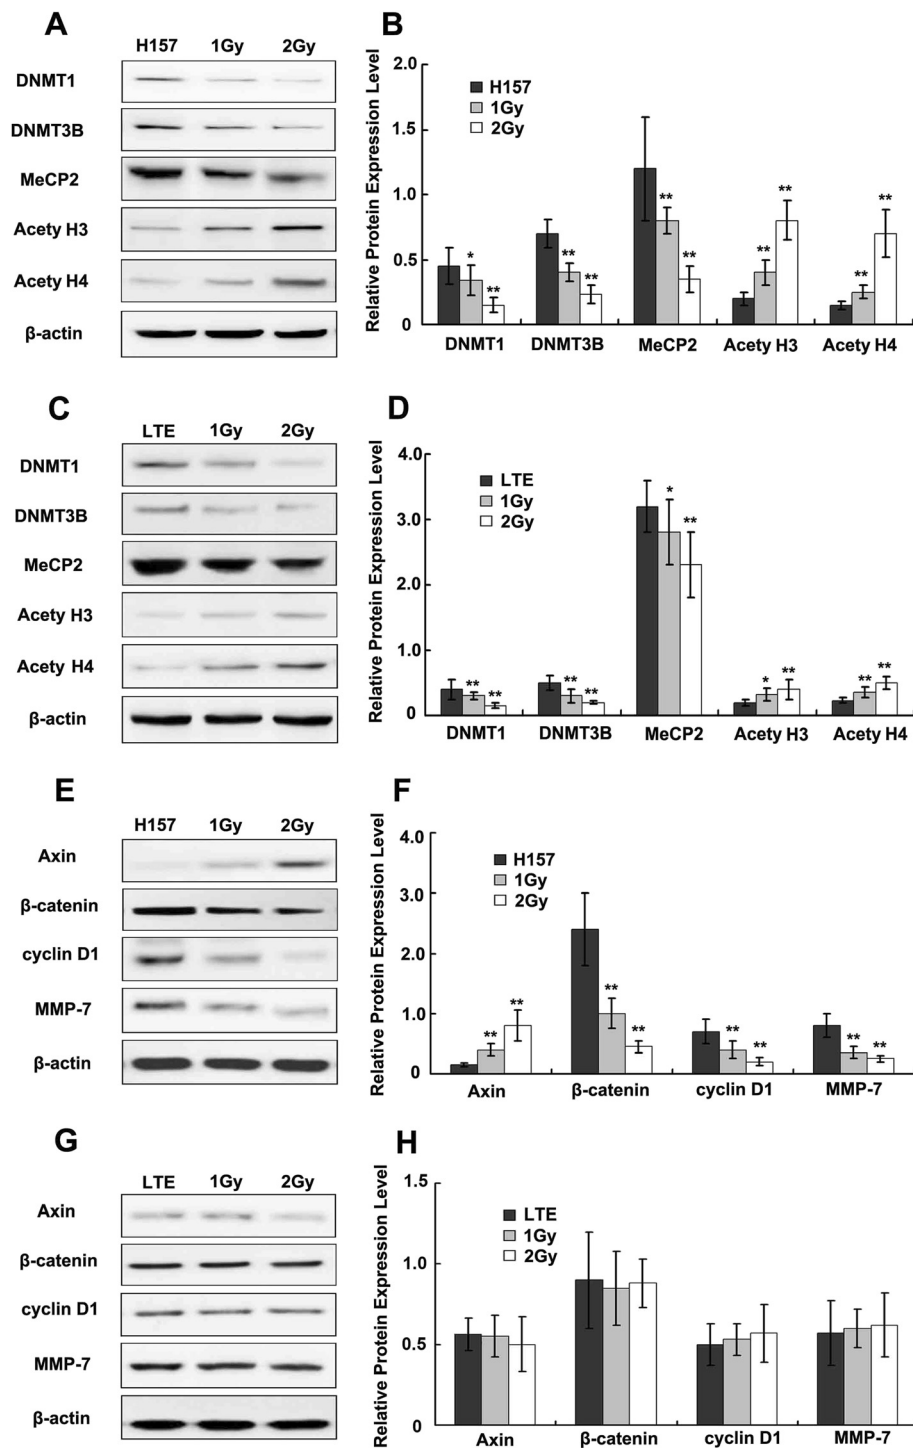 A
H157 1Gy 2Gy
DNMT1
DNMT3B
MeCP2
Acety H3
Acety H4
β-actin
B
Relative Protein Expression Level
2.0
1.5
1.0
0.5
0
H157
1Gy
2Gy
* ** ** ** ** ** ** ** ** **
DNMT1 DNMT3B MeCP2 Acety H3 Acety H4
C
LTE 1Gy 2Gy
DNMT1
DNMT3B
MeCP2
Acety H3
Acety H4
β-actin
D
Relative Protein Expression Level
4.0
3.0
2.0
1.0
0
LTE
1Gy
2Gy
** ** ** ** * ** * ** ** **
DNMT1 DNMT3B MeCP2 Acety H3 Acety H4
E
H157 1Gy 2Gy
Axin
β-catenin
cyclin D1
MMP-7
β-actin
F
Relative Protein Expression Level
4.0
3.0
2.0
1.0
0
H157
1Gy
2Gy
** ** ** ** ** ** ** **
Axin β-catenin cyclin D1 MMP-7
G
LTE 1Gy 2Gy
Axin
β-catenin
cyclin D1
MMP-7
β-actin
H
Relative Protein Expression Level
1.5
1.0
0.5
0
LTE
1Gy
2Gy
Axin β-catenin cyclin D1 MMP-7